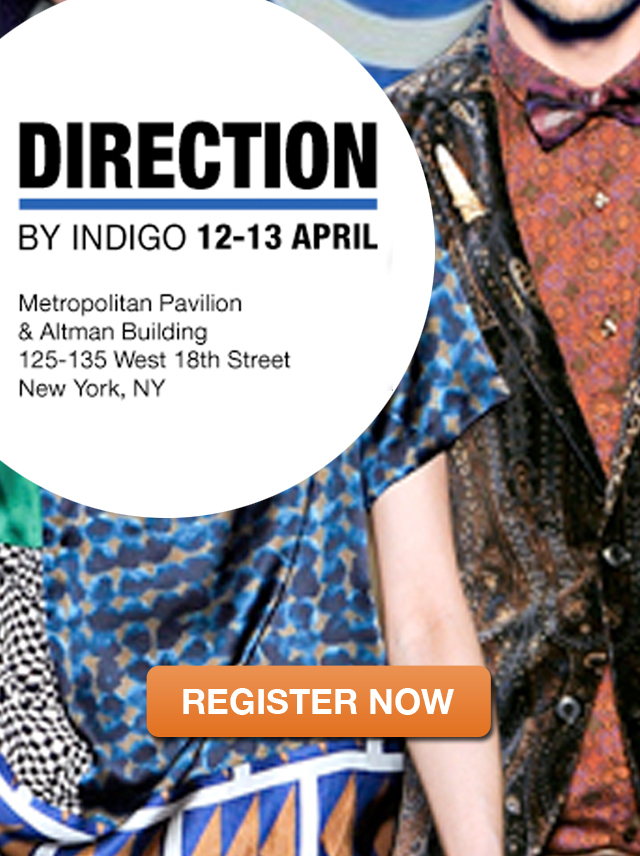 DIRECTION
BY INDIGO 12-13 APRIL
Metropolitan Pavilion
& Altman Building
125-135 West 18th Street
New York, NY
REGISTER NOW